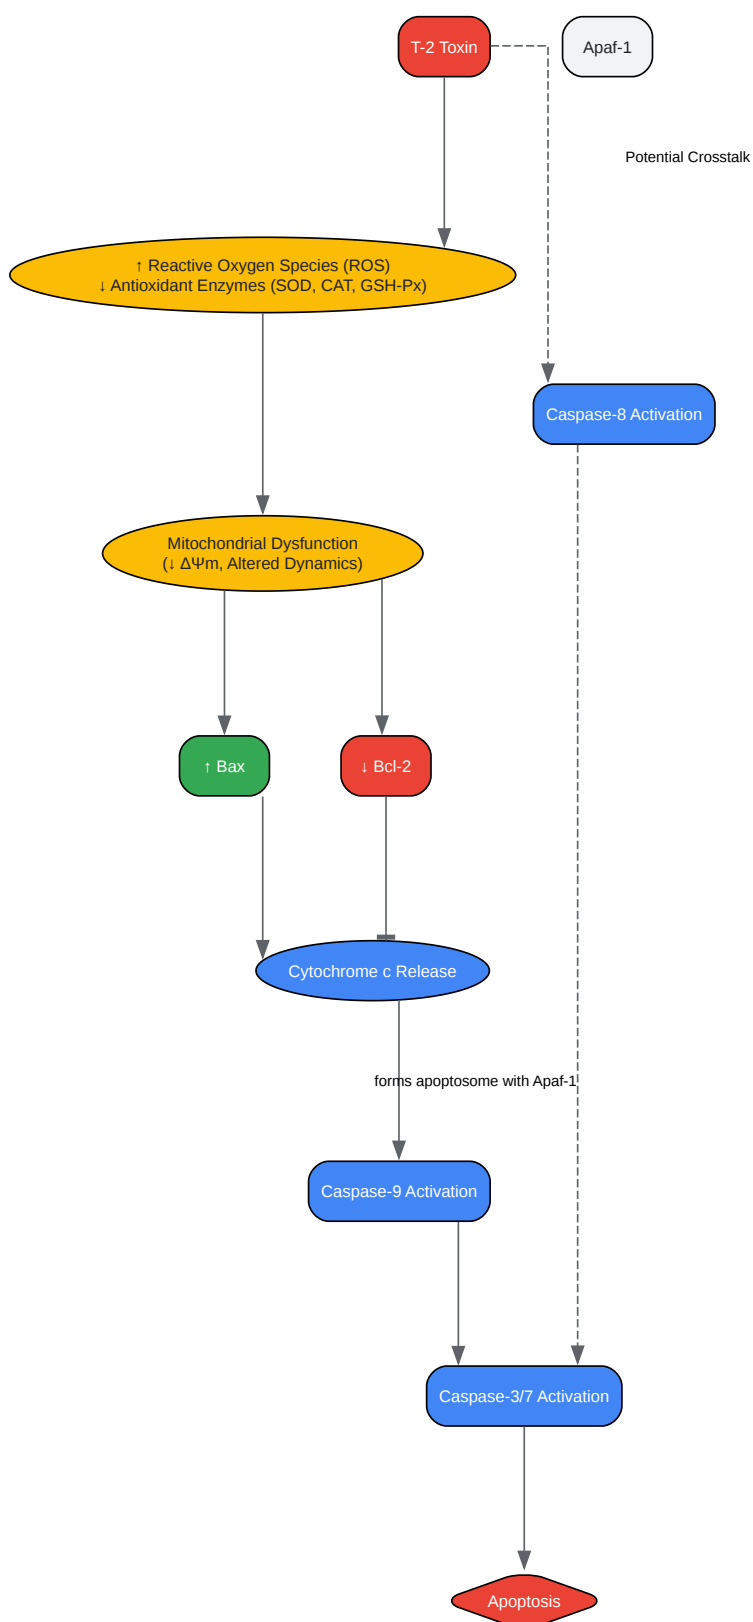 T-2 Toxin
Apaf-1
Potential Crosstalk
↑ Reactive Oxygen Species (ROS)
↓ Antioxidant Enzymes (SOD, CAT, GSH-Px)
Caspase-8 Activation
Mitochondrial Dysfunction
(↓ ΔΨm, Altered Dynamics)
↑ Bax
↓ Bcl-2
Cytochrome c Release
forms apoptosome with Apaf-1
Caspase-9 Activation
Caspase-3/7 Activation
Apoptosis